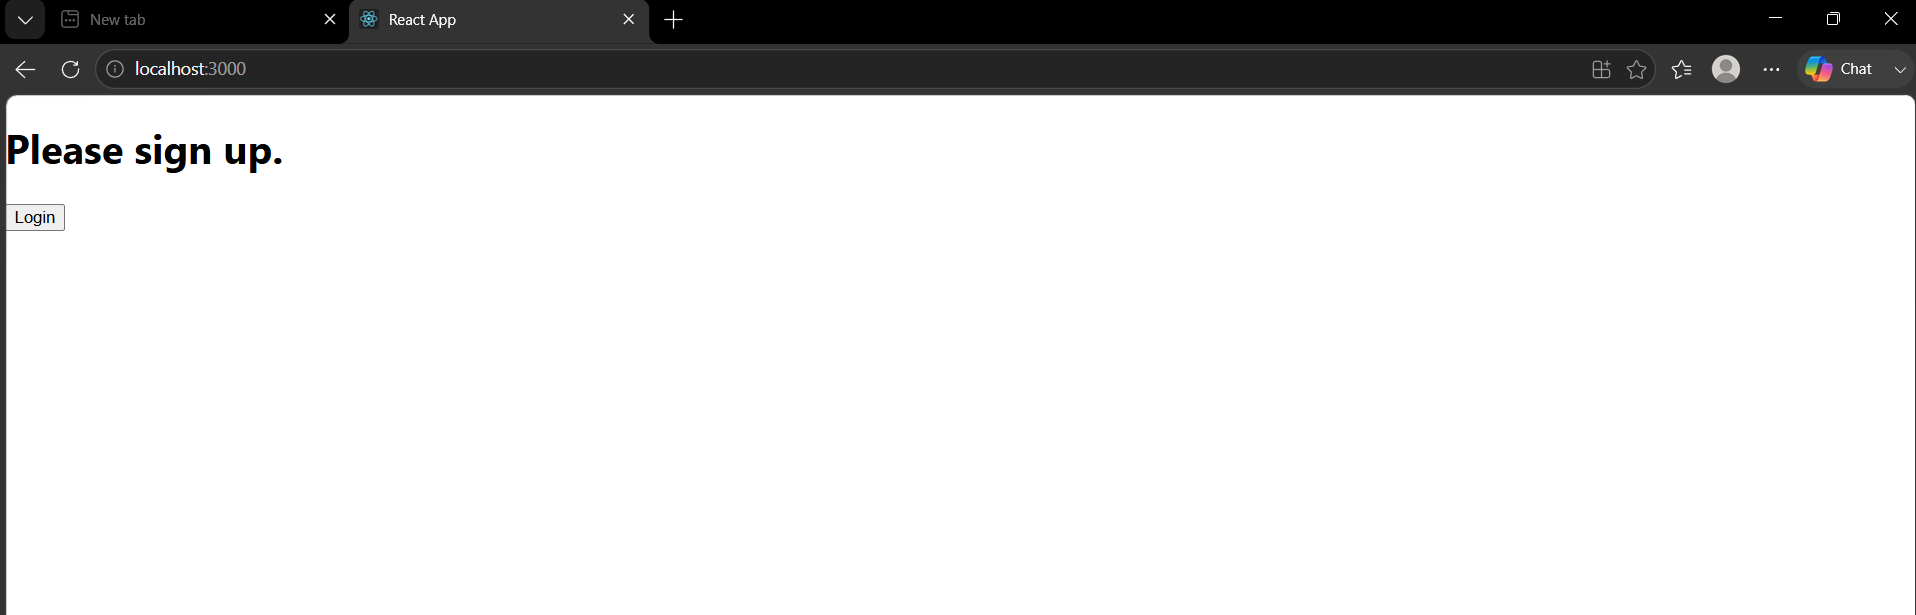 New tab
React App
localhost:3000
Chat
Please sign up.
Login